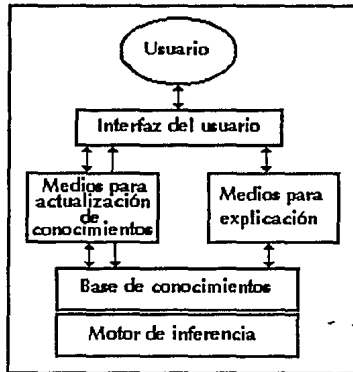 Usuario
Interfaz del usuario
Medios para
actualización
de
conocimientos
Medios para
explicación
Base de conocimientos
Motor de inferencia